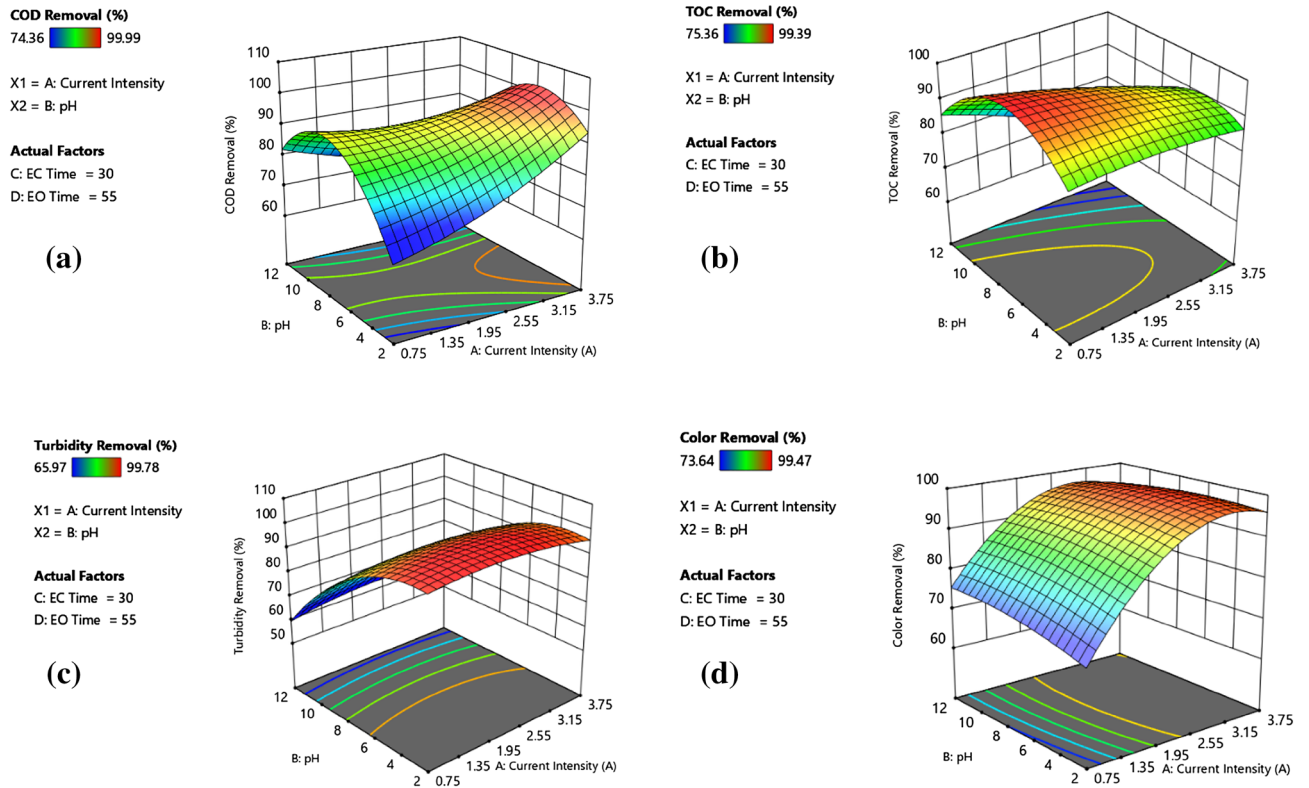 COD Removal (%)
74.36 99.99
X1 = A: Current Intensity
X2 = B: pH
Actual Factors
C: EC Time = 30
D: EO Time = 55
(a)
110
100
90
80
70
60
COD Removal (%)
12
10
8
6
4
2
B: pH
0.75
1.35
1.95
2.55
3.15
3.75
A: Current Intensity (A)
TOC Removal (%)
75.36 99.39
X1 = A: Current Intensity
X2 = B: pH
Actual Factors
C: EC Time = 30
D: EO Time = 55
(b)
100
90
80
70
60
TOC Removal (%)
12
10
8
6
4
2
B: pH
0.75
1.35
1.95
2.55
3.15
3.75
A: Current Intensity (A)
Turbidity Removal (%)
65.97 99.78
X1 = A: Current Intensity
X2 = B: pH
Actual Factors
C: EC Time = 30
D: EO Time = 55
(c)
110
100
90
80
70
60
50
Turbidity Removal (%)
12
10
8
6
4
2
B: pH
0.75
1.35
1.95
2.55
3.15
3.75
A: Current Intensity (A)
Color Removal (%)
73.64 99.47
X1 = A: Current Intensity
X2 = B: pH
Actual Factors
C: EC Time = 30
D: EO Time = 55
(d)
100
90
80
70
60
Color Removal (%)
12
10
8
6
4
2
B: pH
0.75
1.35
1.95
2.55
3.15
3.75
A: Current Intensity (A)